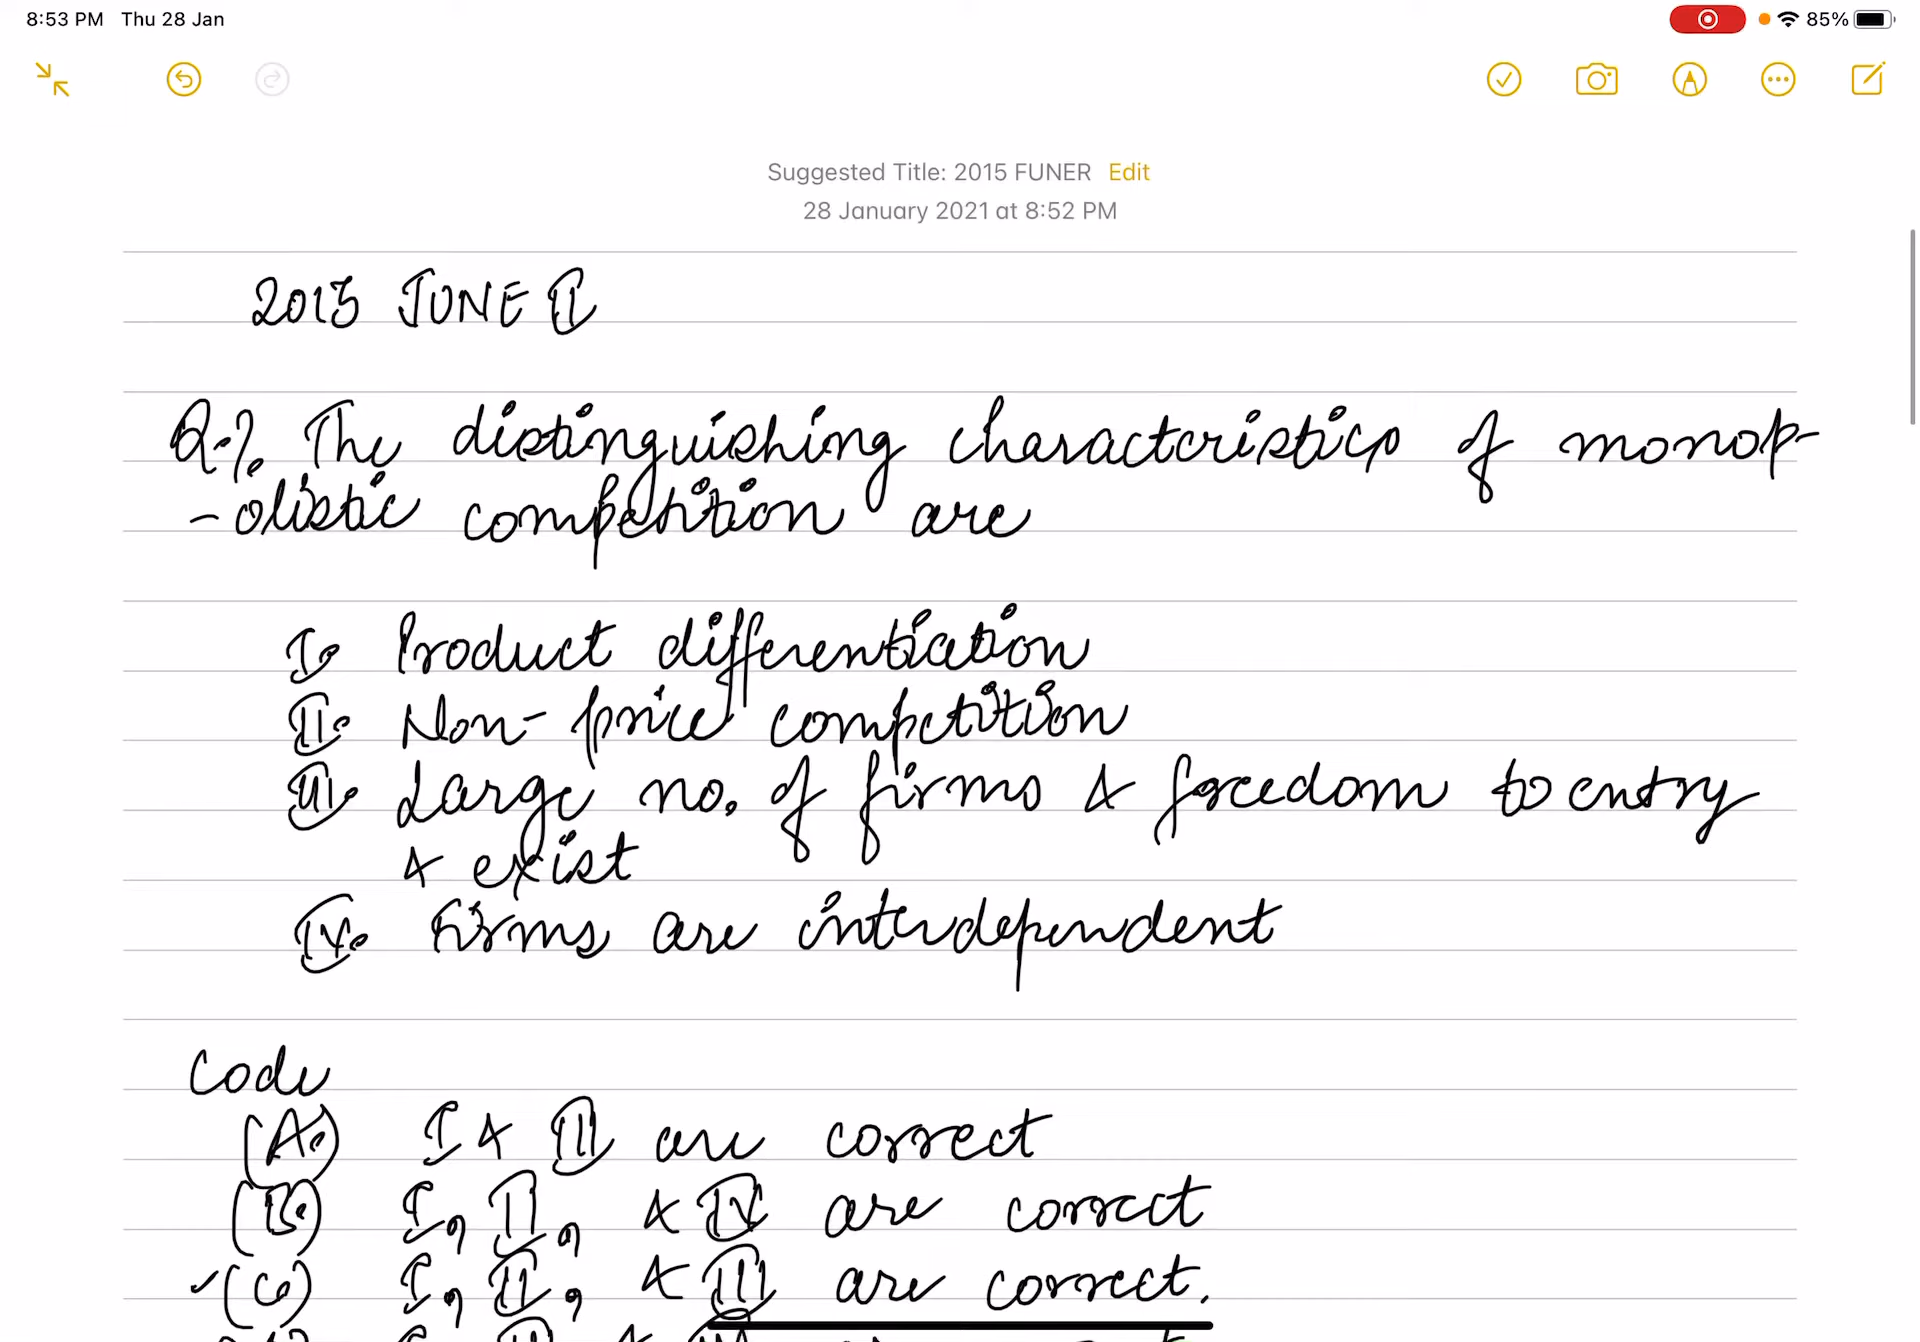 8:53 PM Thu 28 Jan
85%
Suggested Title: 2015 FUNER Edit
28 January 2021 at 8:52 PM
2015 JUNE II
Q.1. The distinguishing characteristics of monop-
-olistic competition are
I. Product differentiation
II. Non-price competition
III. Large no. of firms & freedom to entry
& exist
IV. Firms are interdependent
Code
(A.) I & III are correct
(B.) I, II, & IV are correct
✓(C.) I, II, & III are correct.